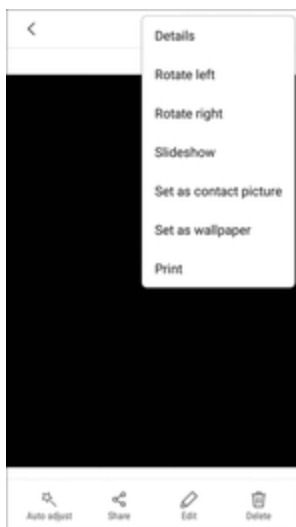 Details
Rotate left
Rotate right
Slideshow
Set as contact picture
Set as wallpaper
Print
Auto adjust
Share
Edit
Delete